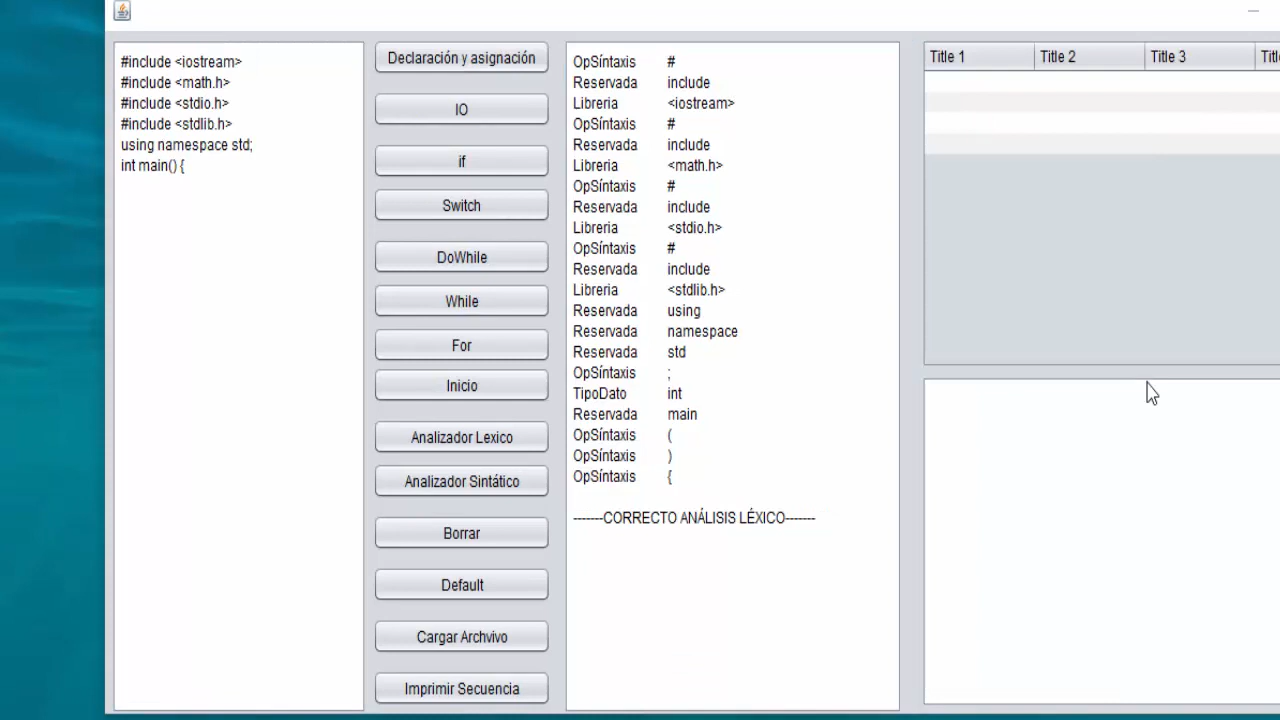 #include <iostream>
#include <math.h>
#include <stdio.h>
#include <stdlib.h>
using namespace std;
int main() {
Declaración y asignación
IO
if
Switch
DoWhile
While
For
Inicio
Analizador Lexico
Analizador Sintático
Borrar
Default
Cargar Archvivo
Imprimir Secuencia
OpSíntaxis #
Reservada include
Libreria <iostream>
OpSíntaxis #
Reservada include
Libreria <math.h>
OpSíntaxis #
Reservada include
Libreria <stdio.h>
OpSíntaxis #
Reservada include
Libreria <stdlib.h>
Reservada using
Reservada namespace
Reservada std
OpSíntaxis ;
TipoDato int
Reservada main
OpSíntaxis (
OpSíntaxis )
OpSíntaxis {
-------CORRECTO ANÁLISIS LÉXICO-------
Title 1 Title 2 Title 3